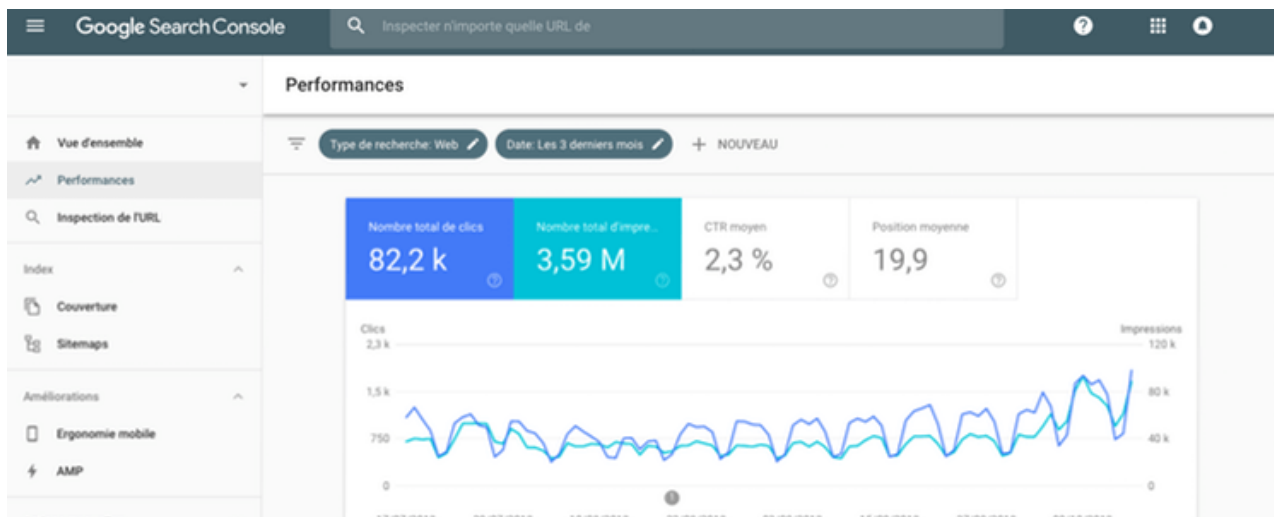 Google Search Console
Inspecter n'importe quelle URL de
Performances
Vue d'ensemble
Performances
Inspection de l'URL
Index
Couverture
Sitemaps
Améliorations
Ergonomie mobile
AMP
Type de recherche: Web
Date: Les 3 derniers mois
NOUVEAU
Nombre total de clics
82,2 k
Nombre total d'impre...
3,59 M
CTR moyen
2,3 %
Position moyenne
19,9
Clics
Impressions
2,3 k
120 k
1,5 k
80 k
750
40 k
0
0
1